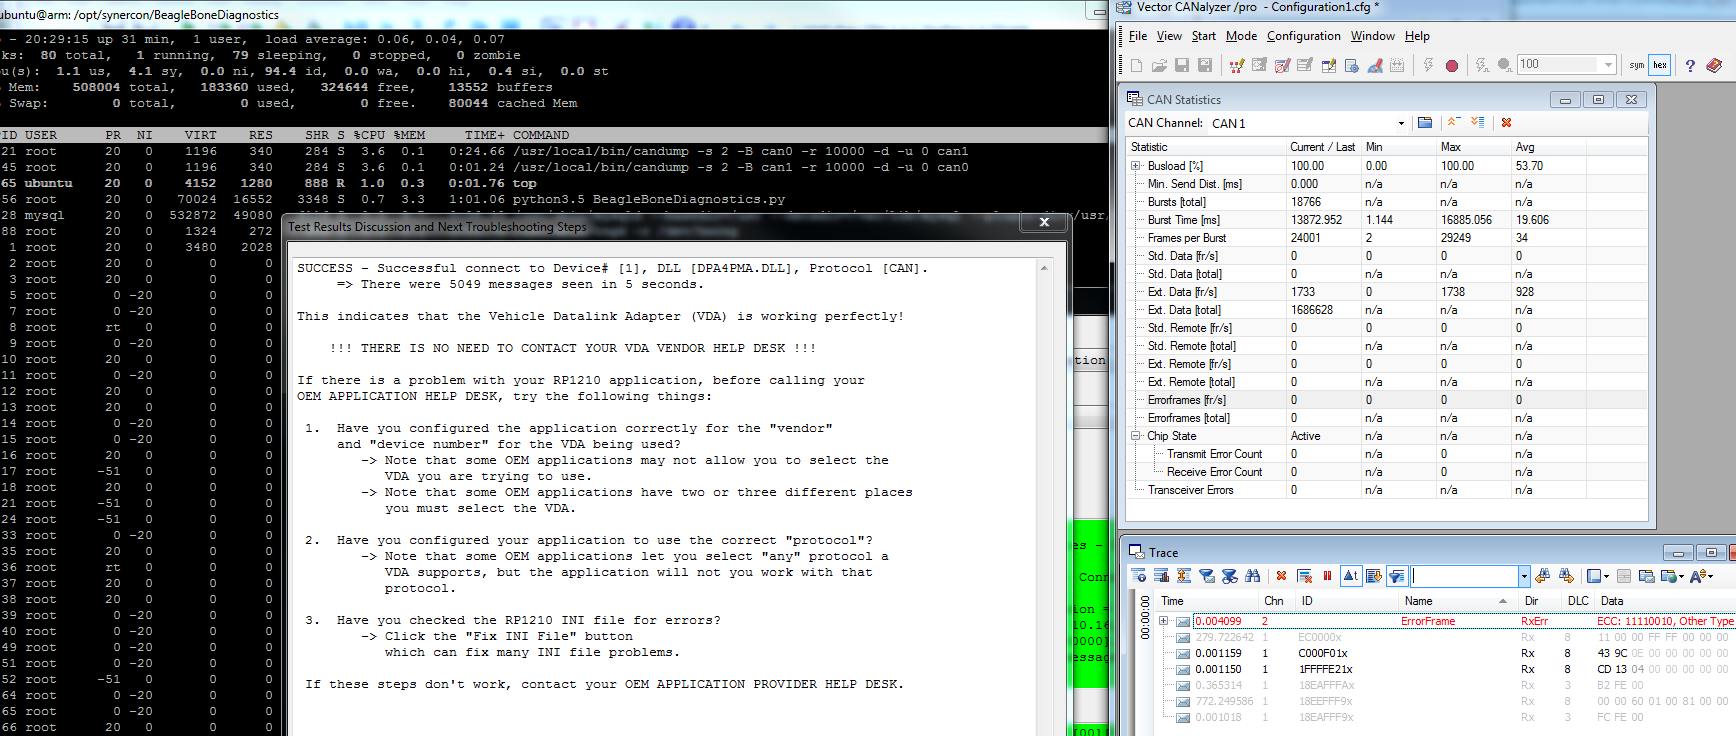 ubuntu@arm: /opt/synercon/BeagleBoneDiagnostics
- 20:29:15 up 31 min, 1 user, load average: 0.06, 0.04, 0.07
ks: 80 total, 1 running, 79 sleeping, 0 stopped, 0 zombie
u(s): 1.1 us, 4.1 sy, 0.0 ni, 94.4 id, 0.0 wa, 0.0 hi, 0.4 si, 0.0 st
Mem: 508004 total, 183360 used, 324644 free, 13552 buffers
Swap: 0 total, 0 used, 0 free. 80044 cached Mem
ID USER PR NI VIRT RES SHR S %CPU %MEM TIME+ COMMAND
21 root 20 0 1196 340 284 S 3.6 0.1 0:24.66 /usr/local/bin/candump -s 2 -B can0 -r 10000 -d -u 0 can1
45 root 20 0 1196 340 284 S 3.6 0.1 0:01.24 /usr/local/bin/candump -s 2 -B can1 -r 10000 -d -u 0 can0
65 ubuntu 20 0 4152 1280 888 R 1.0 0.3 0:01.76 top
56 root 20 0 70024 16552 3348 S 0.7 3.3 1:01.06 python3.5 BeagleBoneDiagnostics.py
28 mysql 20 0 532872 49080
88 root 20 0 1324 272
1 root 20 0 3480 2028
2 root 20 0 0 0
3 root 20 0 0 0
5 root 0 -20 0 0
7 root 0 -20 0 0
8 root rt 0 0 0
9 root 0 -20 0 0
10 root 20 0 0 0
11 root 0 -20 0 0
12 root 20 0 0 0
13 root 20 0 0 0
14 root 0 -20 0 0
15 root 0 -20 0 0
16 root 20 0 0 0
17 root -51 0 0 0
18 root 20 0 0 0
21 root -51 0 0 0
24 root -51 0 0 0
33 root 0 -20 0 0
35 root 20 0 0 0
36 root rt 0 0 0
37 root 20 0 0 0
38 root 20 0 0 0
39 root 0 -20 0 0
40 root 0 -20 0 0
49 root 0 -20 0 0
51 root 0 -20 0 0
52 root -51 0 0 0
64 root 0 -20 0 0
65 root 0 -20 0 0
66 root 20 0 0 0
Test Results Discussion and Next Troubleshooting Steps
SUCCESS - Successful connect to Device# [1], DLL [DPA4PMA.DLL], Protocol [CAN].
=> There were 5049 messages seen in 5 seconds.
This indicates that the Vehicle Datalink Adapter (VDA) is working perfectly!
!!! THERE IS NO NEED TO CONTACT YOUR VDA VENDOR HELP DESK !!!
If there is a problem with your RP1210 application, before calling your
OEM APPLICATION HELP DESK, try the following things:
1. Have you configured the application correctly for the "vendor"
and "device number" for the VDA being used?
-> Note that some OEM applications may not allow you to select the
VDA you are trying to use.
-> Note that some OEM applications have two or three different places
you must select the VDA.
2. Have you configured your application to use the correct "protocol"?
-> Note that some OEM applications let you select "any" protocol a
VDA supports, but the application will not you work with that
protocol.
3. Have you checked the RP1210 INI file for errors?
-> Click the "Fix INI File" button
which can fix many INI file problems.
If these steps don't work, contact your OEM APPLICATION PROVIDER HELP DESK.
Vector CANalyzer /pro - Configuration1.cfg *
File View Start Mode Configuration Window Help
100 sym hex
CAN Statistics
CAN Channel: CAN 1
Statistic Current / Last Min Max Avg
Busload [%] 100.00 0.00 100.00 53.70
Min. Send Dist. [ms] 0.000 n/a n/a n/a
Bursts [total] 18766 n/a n/a n/a
Burst Time [ms] 13872.952 1.144 16885.056 19.606
Frames per Burst 24001 2 29249 34
Std. Data [fr/s] 0 0 0 0
Std. Data [total] 0 n/a n/a n/a
Ext. Data [fr/s] 1733 0 1738 928
Ext. Data [total] 1686628 n/a n/a n/a
Std. Remote [fr/s] 0 0 0 0
Std. Remote [total] 0 n/a n/a n/a
Ext. Remote [fr/s] 0 0 0 0
Ext. Remote [total] 0 n/a n/a n/a
Errorframes [fr/s] 0 0 0 0
Errorframes [total] 0 n/a n/a n/a
Chip State Active n/a n/a n/a
Transmit Error Count 0 n/a n/a n/a
Receive Error Count 0 n/a n/a n/a
Transceiver Errors 0 n/a n/a n/a
Trace
00:00:00
Time Chn ID Name Dir DLC Data
0.004099 2 ErrorFrame RxErr ECC: 11110010, Other Type
279.722642 1 EC0000x Rx 8 11 00 00 FF FF 00 00 00
0.001159 1 C000F01x Rx 8 43 9C 0E 00 00 00 00 00
0.001150 1 1FFFFE21x Rx 8 CD 13 04 00 00 00 00 00
0.365314 1 18EAFFFAx Rx 3 B2 FE 00
772.249586 1 18EEFFF9x Rx 8 00 00 60 01 00 81 00 00
0.001018 1 18EAFFF9x Rx 3 FC FE 00